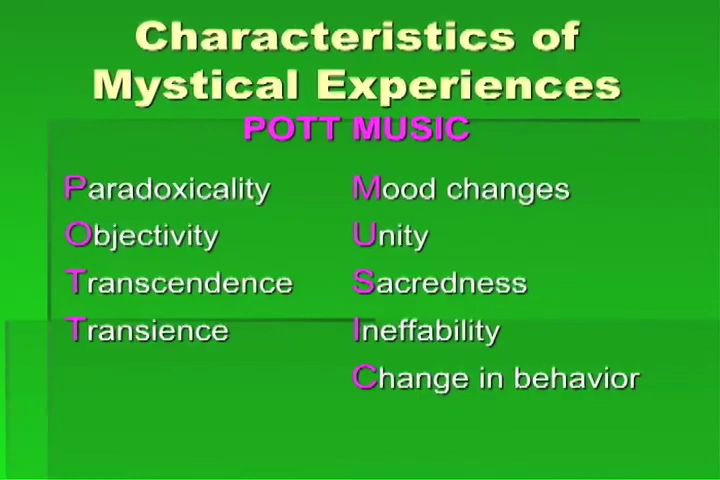 Characteristics of
Mystical Experiences
POTT MUSIC
Paradoxicality
Objectivity
Transcendence
Transience
Mood changes
Unity
Sacredness
Ineffability
Change in behavior